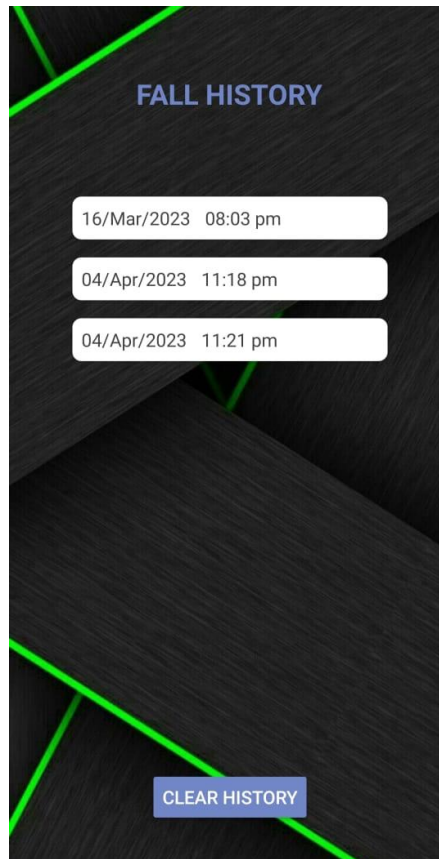 FALL HISTORY
16/Mar/2023 08:03 pm
04/Apr/2023 11:18 pm
04/Apr/2023 11:21 pm
CLEAR HISTORY